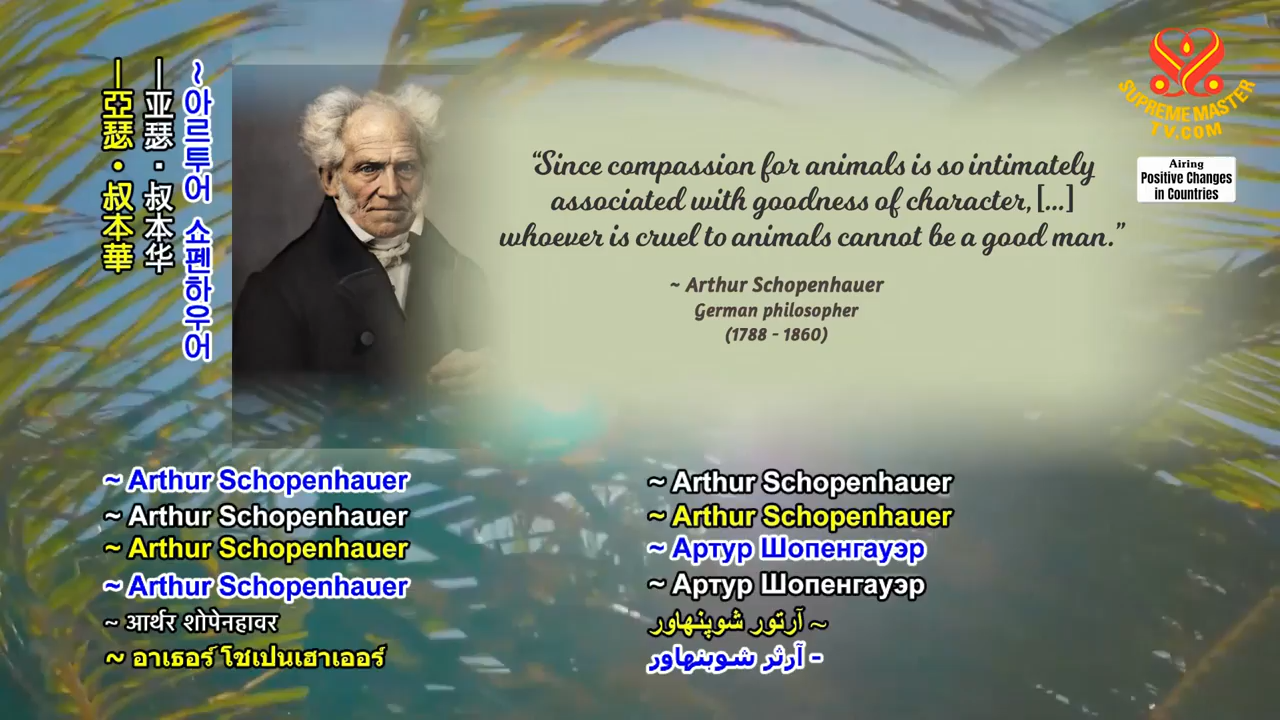 —亞瑟・叔本華
—亚瑟・叔本华
~아르투어 쇼펜하우어
“Since compassion for animals is so intimately
associated with goodness of character, [...]
whoever is cruel to animals cannot be a good man.”
~ Arthur Schopenhauer
German philosopher
(1788 - 1860)
SUPREME MASTER
TV.COM
Airing
Positive Changes
in Countries
~ Arthur Schopenhauer
~ Arthur Schopenhauer
~ Arthur Schopenhauer
~ Arthur Schopenhauer
~ आर्थर शोपेनहावर
~ อาเธอร์ โชเปนเฮาเออร์
~ Arthur Schopenhauer
~ Arthur Schopenhauer
~ Артур Шопенгауэр
~ Артур Шопенгауэр
~ آرتور شوپنهاور
- آرثر شوبنهاور